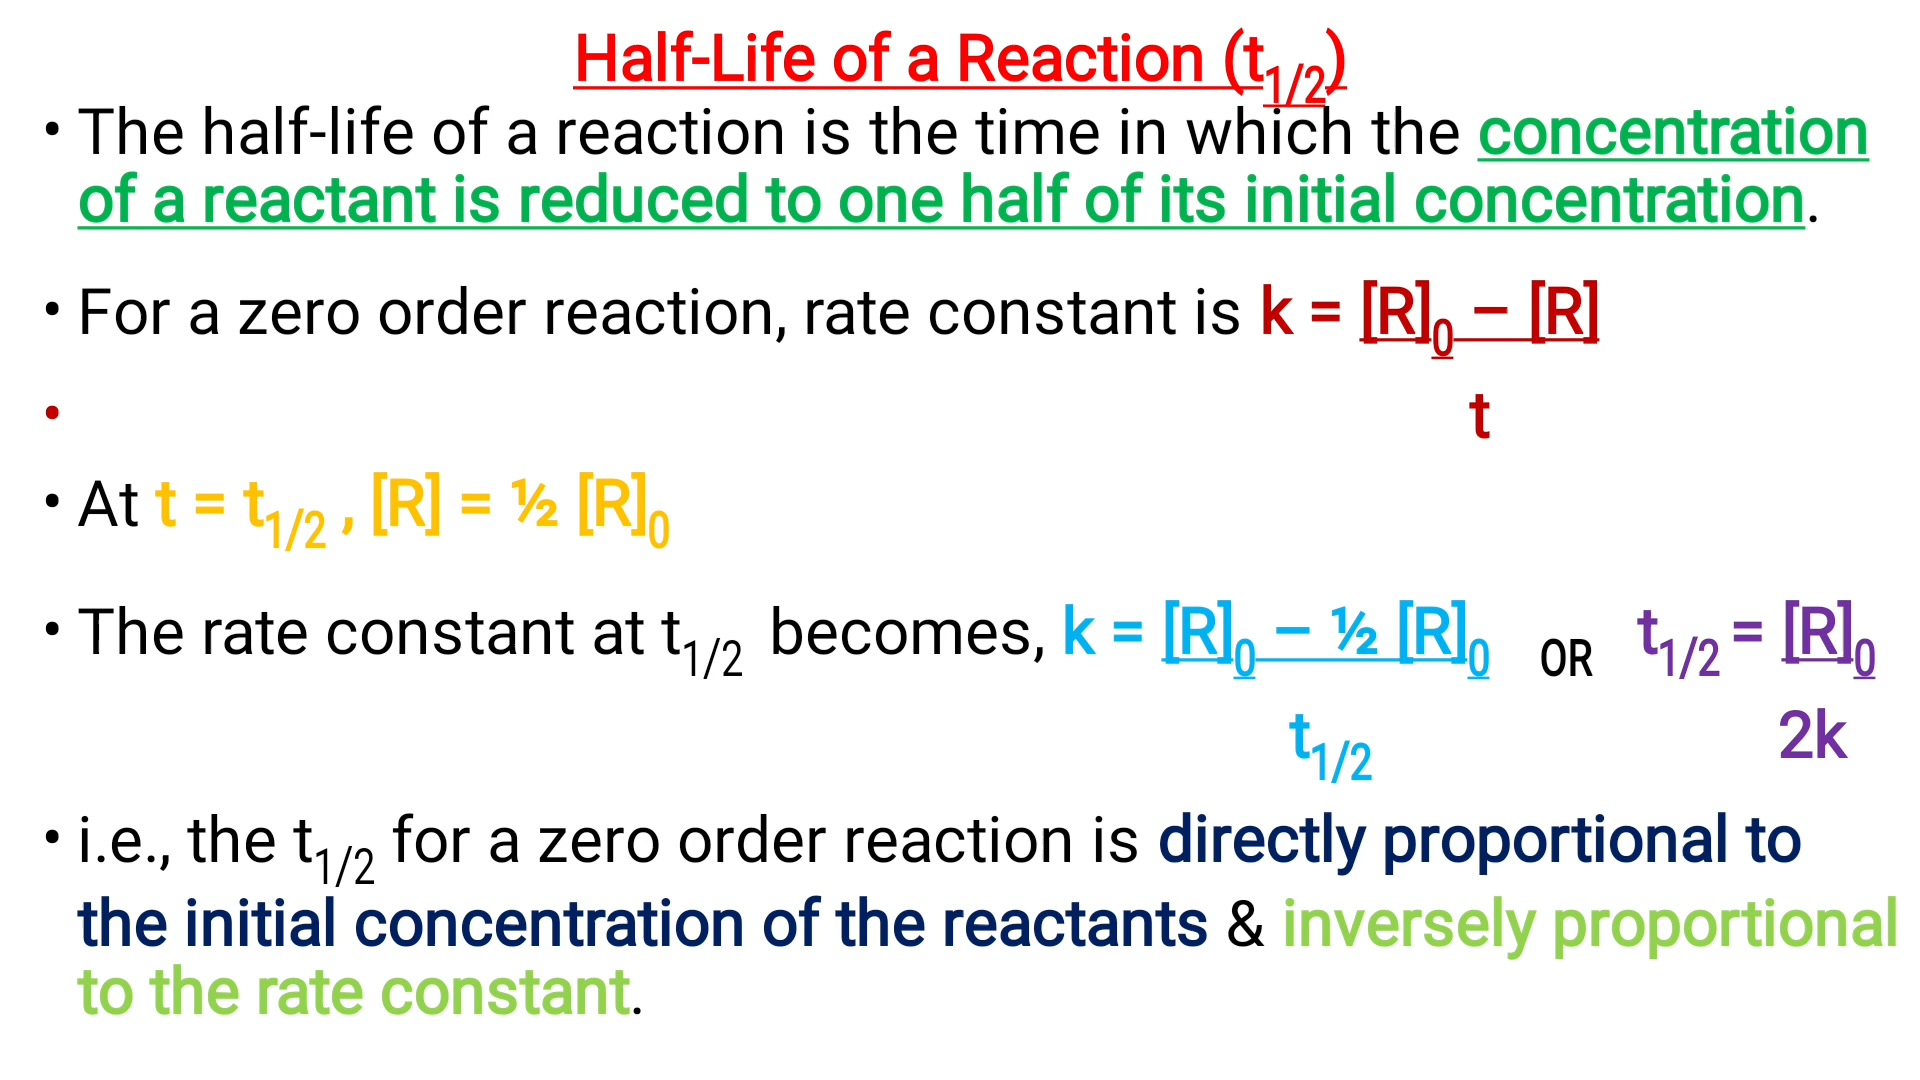 Half-Life of a Reaction (t1/2)
• The half-life of a reaction is the time in which the concentration
of a reactant is reduced to one half of its initial concentration.
• For a zero order reaction, rate constant is k = [R]0 – [R]
• t
• At t = t1/2 , [R] = ½ [R]0
• The rate constant at t1/2 becomes, k = [R]0 – ½ [R]0 OR t1/2 = [R]0
t1/2 2k
• i.e., the t1/2 for a zero order reaction is directly proportional to
the initial concentration of the reactants & inversely proportional
to the rate constant.